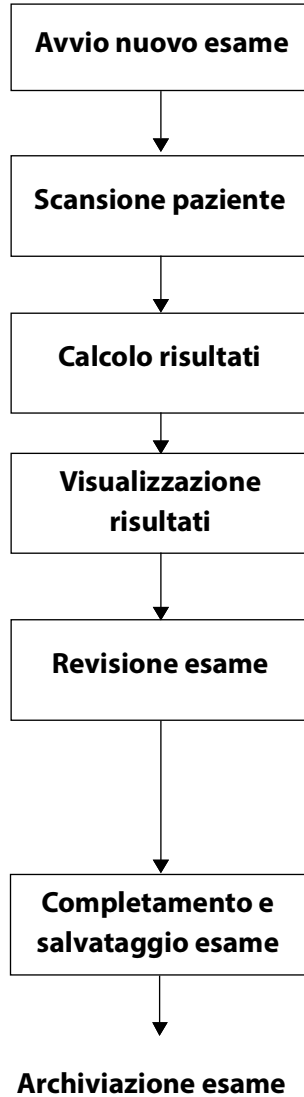 Avvio nuovo esame
Scansione paziente
Calcolo risultati
Visualizzazione
risultati
Revisione esame
Completamento e
salvataggio esame
Archiviazione esame